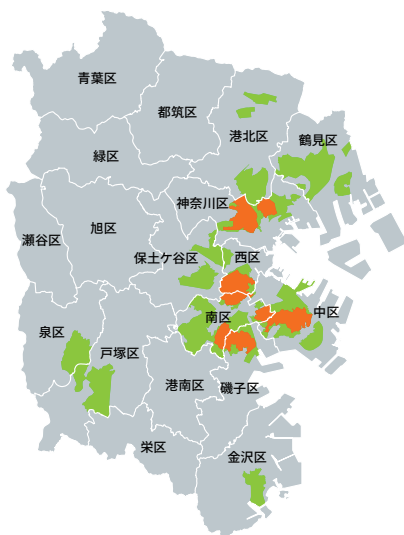 青葉区
都筑区
港北区
鶴見区
緑区
神奈川区
旭区
瀬谷区
保土ケ谷区
西区
中区
南区
泉区
戸塚区
港南区
磯子区
栄区
金沢区